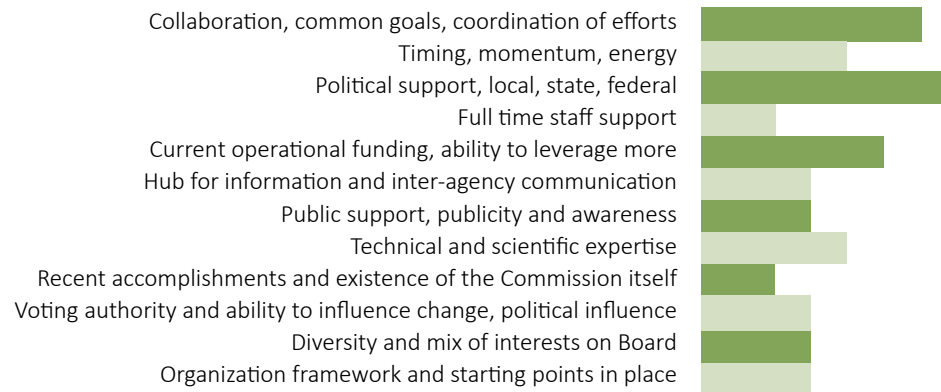 Collaboration, common goals, coordination of efforts
Timing, momentum, energy
Political support, local, state, federal
Full time staff support
Current operational funding, ability to leverage more
Hub for information and inter-agency communication
Public support, publicity and awareness
Technical and scientific expertise
Recent accomplishments and existence of the Commission itself
Voting authority and ability to influence change, political influence
Diversity and mix of interests on Board
Organization framework and starting points in place